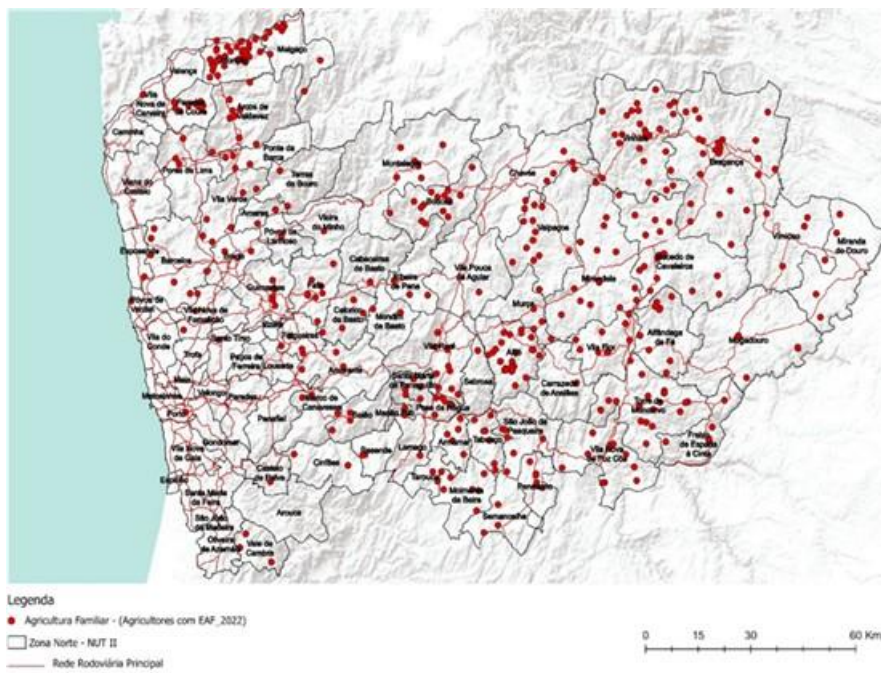 Melgaço
Valença
Vila
Nova de
Cerveira
Paredes
de Coura
Arcos de
Valdevez
Caminha
Ponte da
Barca
Ponte de Lima
Terras
do Bouro
Viana do
Castelo
Vila Verde
Amares
Vieira
do Minho
Póvoa de
Lanhoso
Montalegre
Boticas
Chaves
Vinhais
Bragança
Esposende
Barcelos
Braga
Cabeceiras
de Basto
Ribeira
de Pena
Vila Pouca
de Aguiar
Valpaços
Macedo de
Cavaleiros
Vimioso
Miranda
do Douro
Guimarães
Fafe
Póvoa de
Varzim
Vila Nova de
Famalicão
Celorico
de Basto
Mondim
de Basto
Murça
Mirandela
Vizela
Felgueiras
Vila do
Conde
Santo Tirso
Trofa
Paços de
Ferreira
Lousada
Amarante
Vila Real
Alijó
Vila Flor
Alfândega
da Fé
Mogadouro
Maia
Matosinhos
Valongo
Paredes
Porto
Penafiel
Marco de
Canaveses
Baião
Santa Marta
de Penaguião
Mesão Frio
Peso da Régua
Sabrosa
Carrazeda
de Ansiães
Torre de
Moncorvo
Gondomar
Vila Nova
de Gaia
Espinho
Castelo
de Paiva
Cinfães
Resende
Lamego
Armamar
Tabuaço
São João da
Pesqueira
Vila Nova
de Foz Côa
Freixo
de Espada
à Cinta
Santa Maria
da Feira
Arouca
Tarouca
Moimenta
da Beira
Penedono
Sernancelhe
São João
da Madeira
Oliveira
de Azeméis
Vale de
Cambra
Legenda
Agricultura Familiar - (Agricultores com EAF_2022)
Zona Norte - NUT II
Rede Rodoviária Principal
0 15 30 60 Km